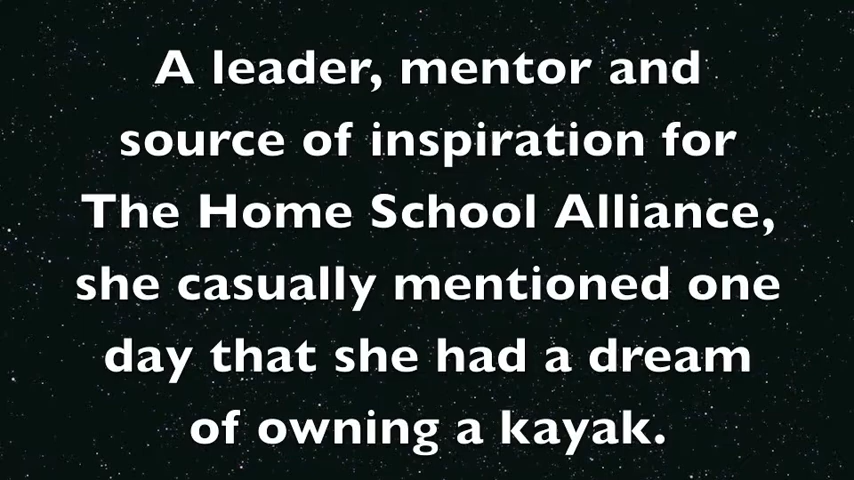 A leader, mentor and
source of inspiration for
The Home School Alliance,
she casually mentioned one
day that she had a dream
of owning a kayak.